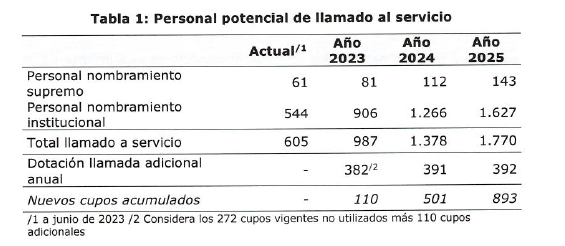 Tabla 1: Personal potencial de llamado al servicio
Actual/1 Año 2023 Año 2024 Año 2025
Personal nombramiento supremo 61 81 112 143
Personal nombramiento institucional 544 906 1.266 1.627
Total llamado a servicio 605 987 1.378 1.770
Dotación llamada adicional anual - 382/2 391 392
Nuevos cupos acumulados - 110 501 893
/1 a junio de 2023 /2 Considera los 272 cupos vigentes no utilizados más 110 cupos
adicionales